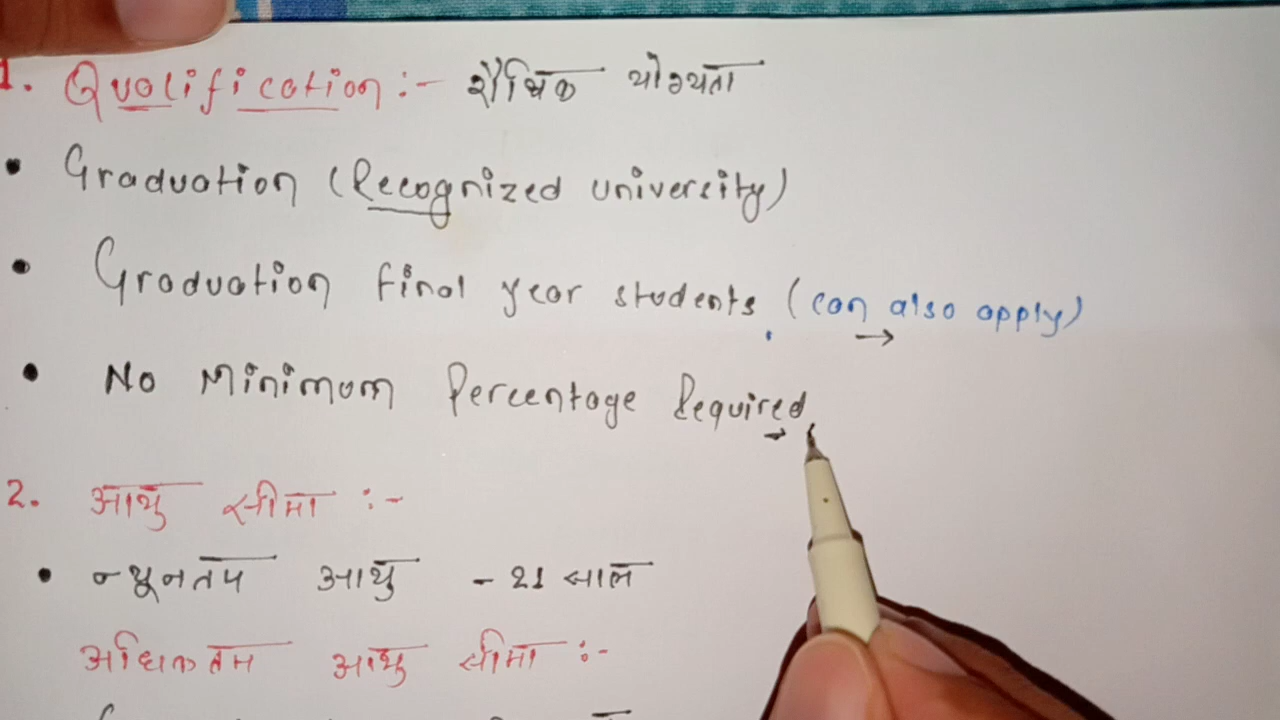 1. Qualification :- शैक्षिक योग्यता
• Graduation (Recognized university)
• Graduation final year students. (can also apply) →
• No Minimum Percentage Required →
2. आयु सीमा :-
• न्यूनतम आयु - 21 साल
अधिकतम आयु सीमा :-